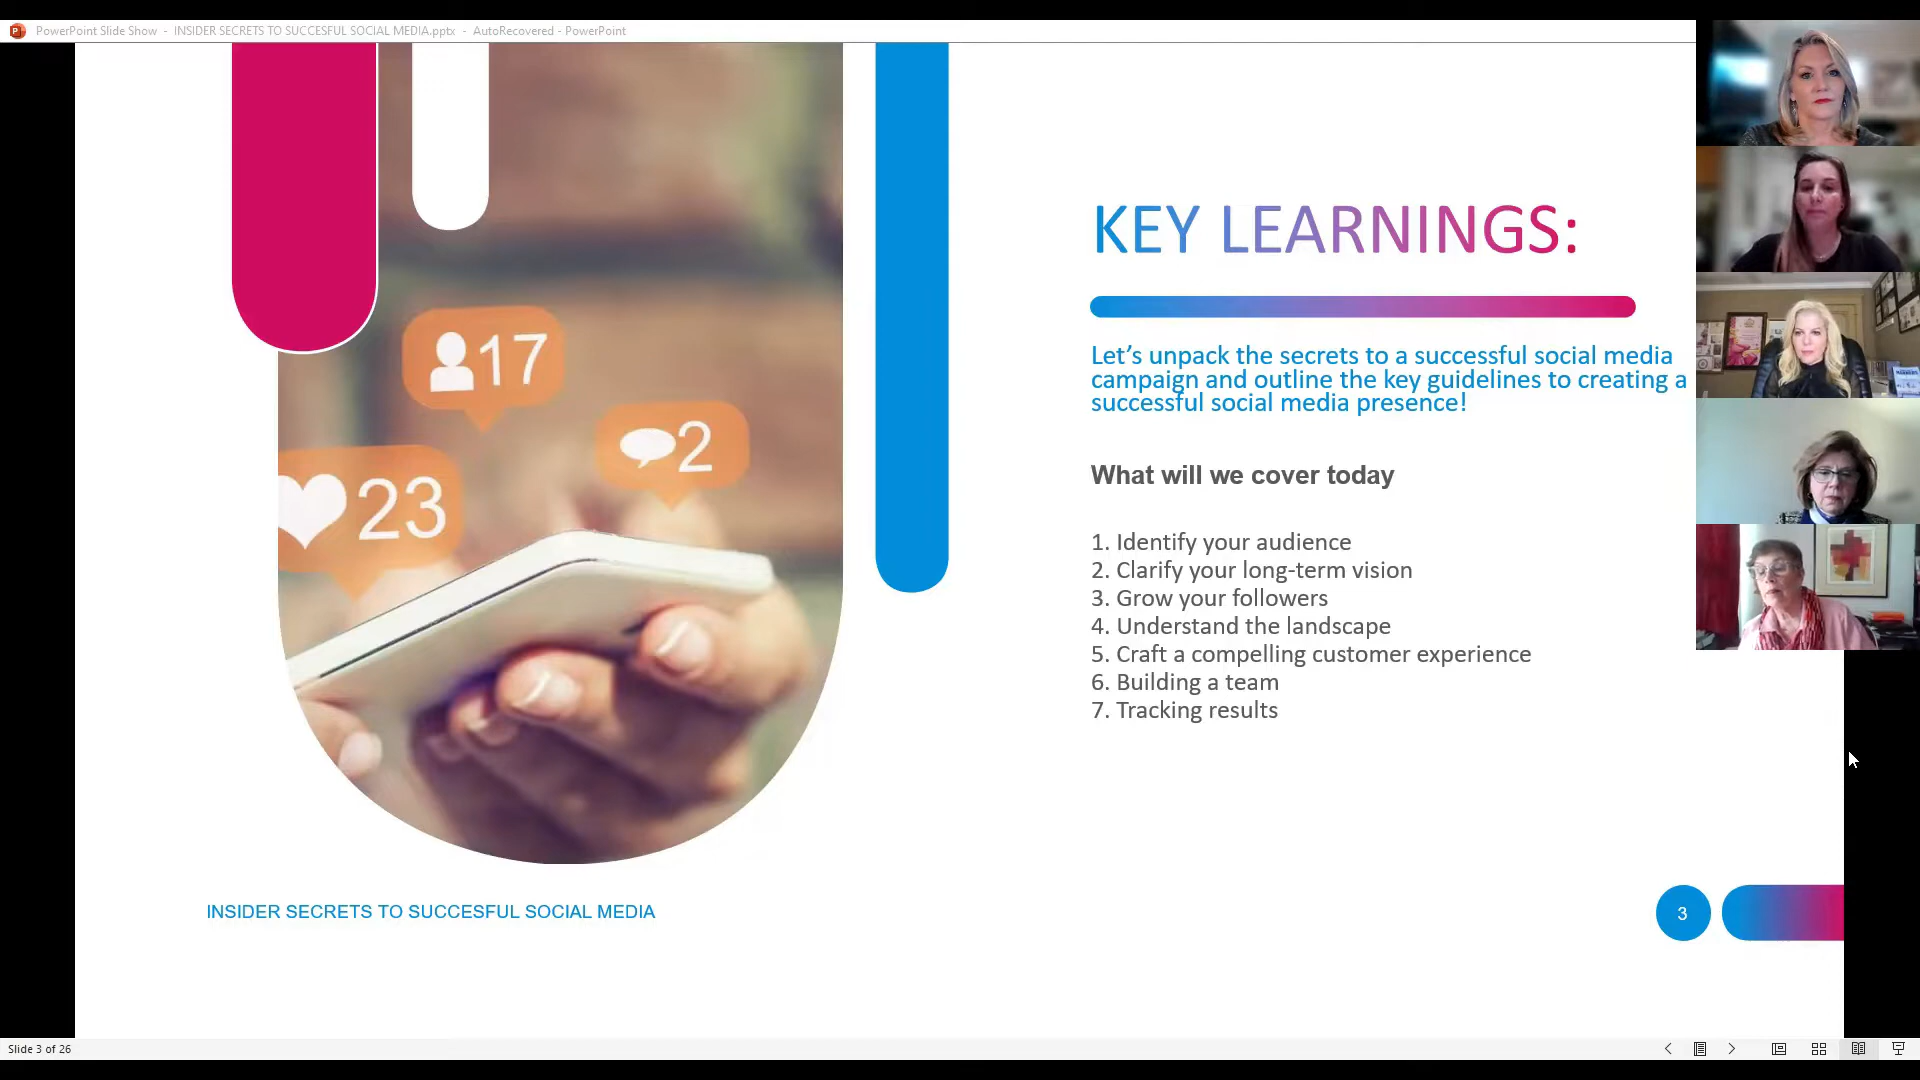 PowerPoint Slide Show - INSIDER SECRETS TO SUCCESFUL SOCIAL MEDIA.pptx - AutoRecovered - PowerPoint
17
2
23
KEY LEARNINGS:
Let’s unpack the secrets to a successful social media
campaign and outline the key guidelines to creating a
successful social media presence!
What will we cover today
1. Identify your audience
2. Clarify your long-term vision
3. Grow your followers
4. Understand the landscape
5. Craft a compelling customer experience
6. Building a team
7. Tracking results
INSIDER SECRETS TO SUCCESFUL SOCIAL MEDIA
3
Slide 3 of 26